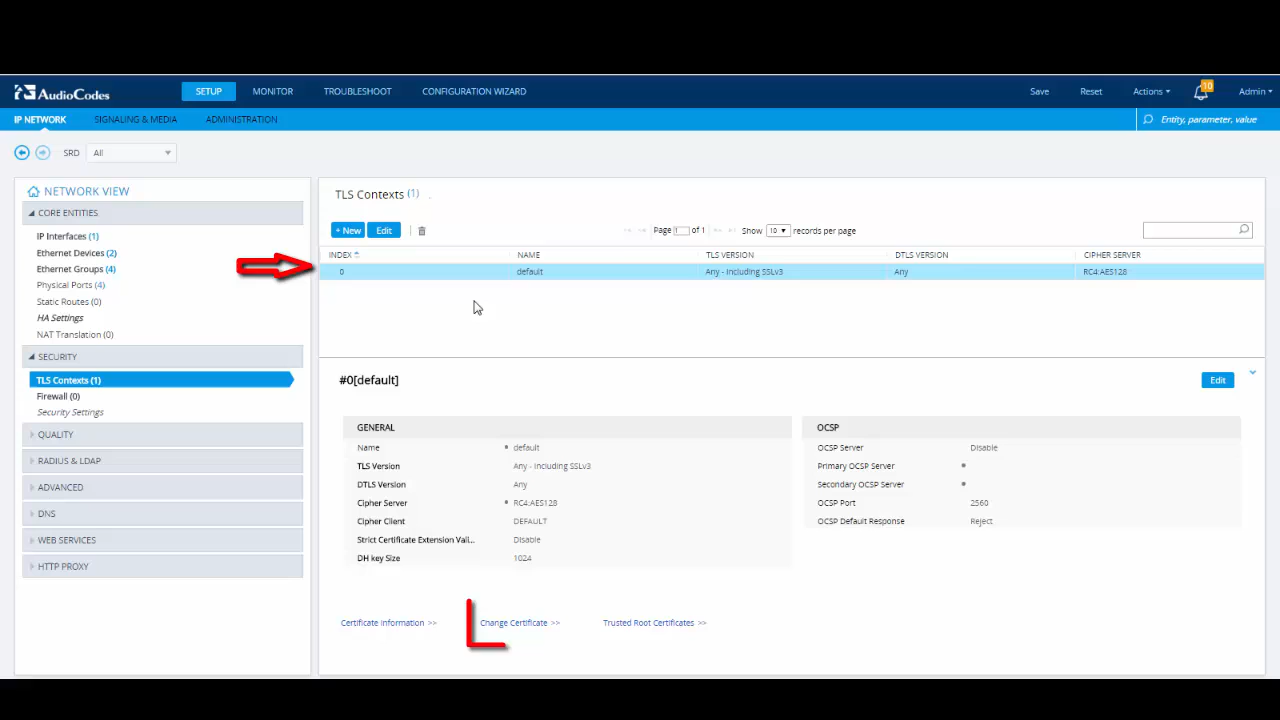 AudioCodes SETUP MONITOR TROUBLESHOOT CONFIGURATION WIZARD Save Reset Actions 10 Admin
IP NETWORK SIGNALING & MEDIA ADMINISTRATION Entity, parameter, value
SRD All
NETWORK VIEW
CORE ENTITIES
IP Interfaces (1)
Ethernet Devices (2)
Ethernet Groups (4)
Physical Ports (4)
Static Routes (0)
HA Settings
NAT Translation (0)
SECURITY
TLS Contexts (1)
Firewall (0)
Security Settings
QUALITY
RADIUS & LDAP
ADVANCED
DNS
WEB SERVICES
HTTP PROXY
TLS Contexts (1)
+ New Edit Page 1 of 1 Show 10 records per page
INDEX NAME TLS VERSION DTLS VERSION CIPHER SERVER
0 default Any - including SSLv3 Any RC4:AES128
#0[default] Edit
GENERAL
Name default
TLS Version Any - including SSLv3
DTLS Version Any
Cipher Server RC4:AES128
Cipher Client DEFAULT
Strict Certificate Extension Vali... Disable
DH key Size 1024
OCSP
OCSP Server Disable
Primary OCSP Server
Secondary OCSP Server
OCSP Port 2560
OCSP Default Response Reject
Certificate Information >> Change Certificate >> Trusted Root Certificates >>